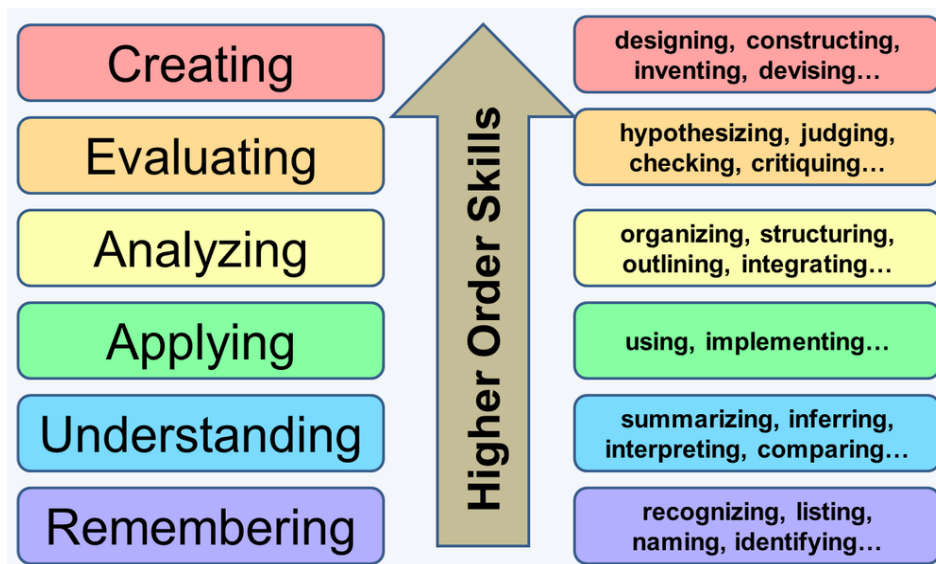 Creating
designing, constructing,
inventing, devising…
Evaluating
hypothesizing, judging,
checking, critiquing…
Analyzing
organizing, structuring,
outlining, integrating…
Applying
using, implementing…
Understanding
summarizing, inferring,
interpreting, comparing…
Remembering
recognizing, listing,
naming, identifying…
Higher Order Skills